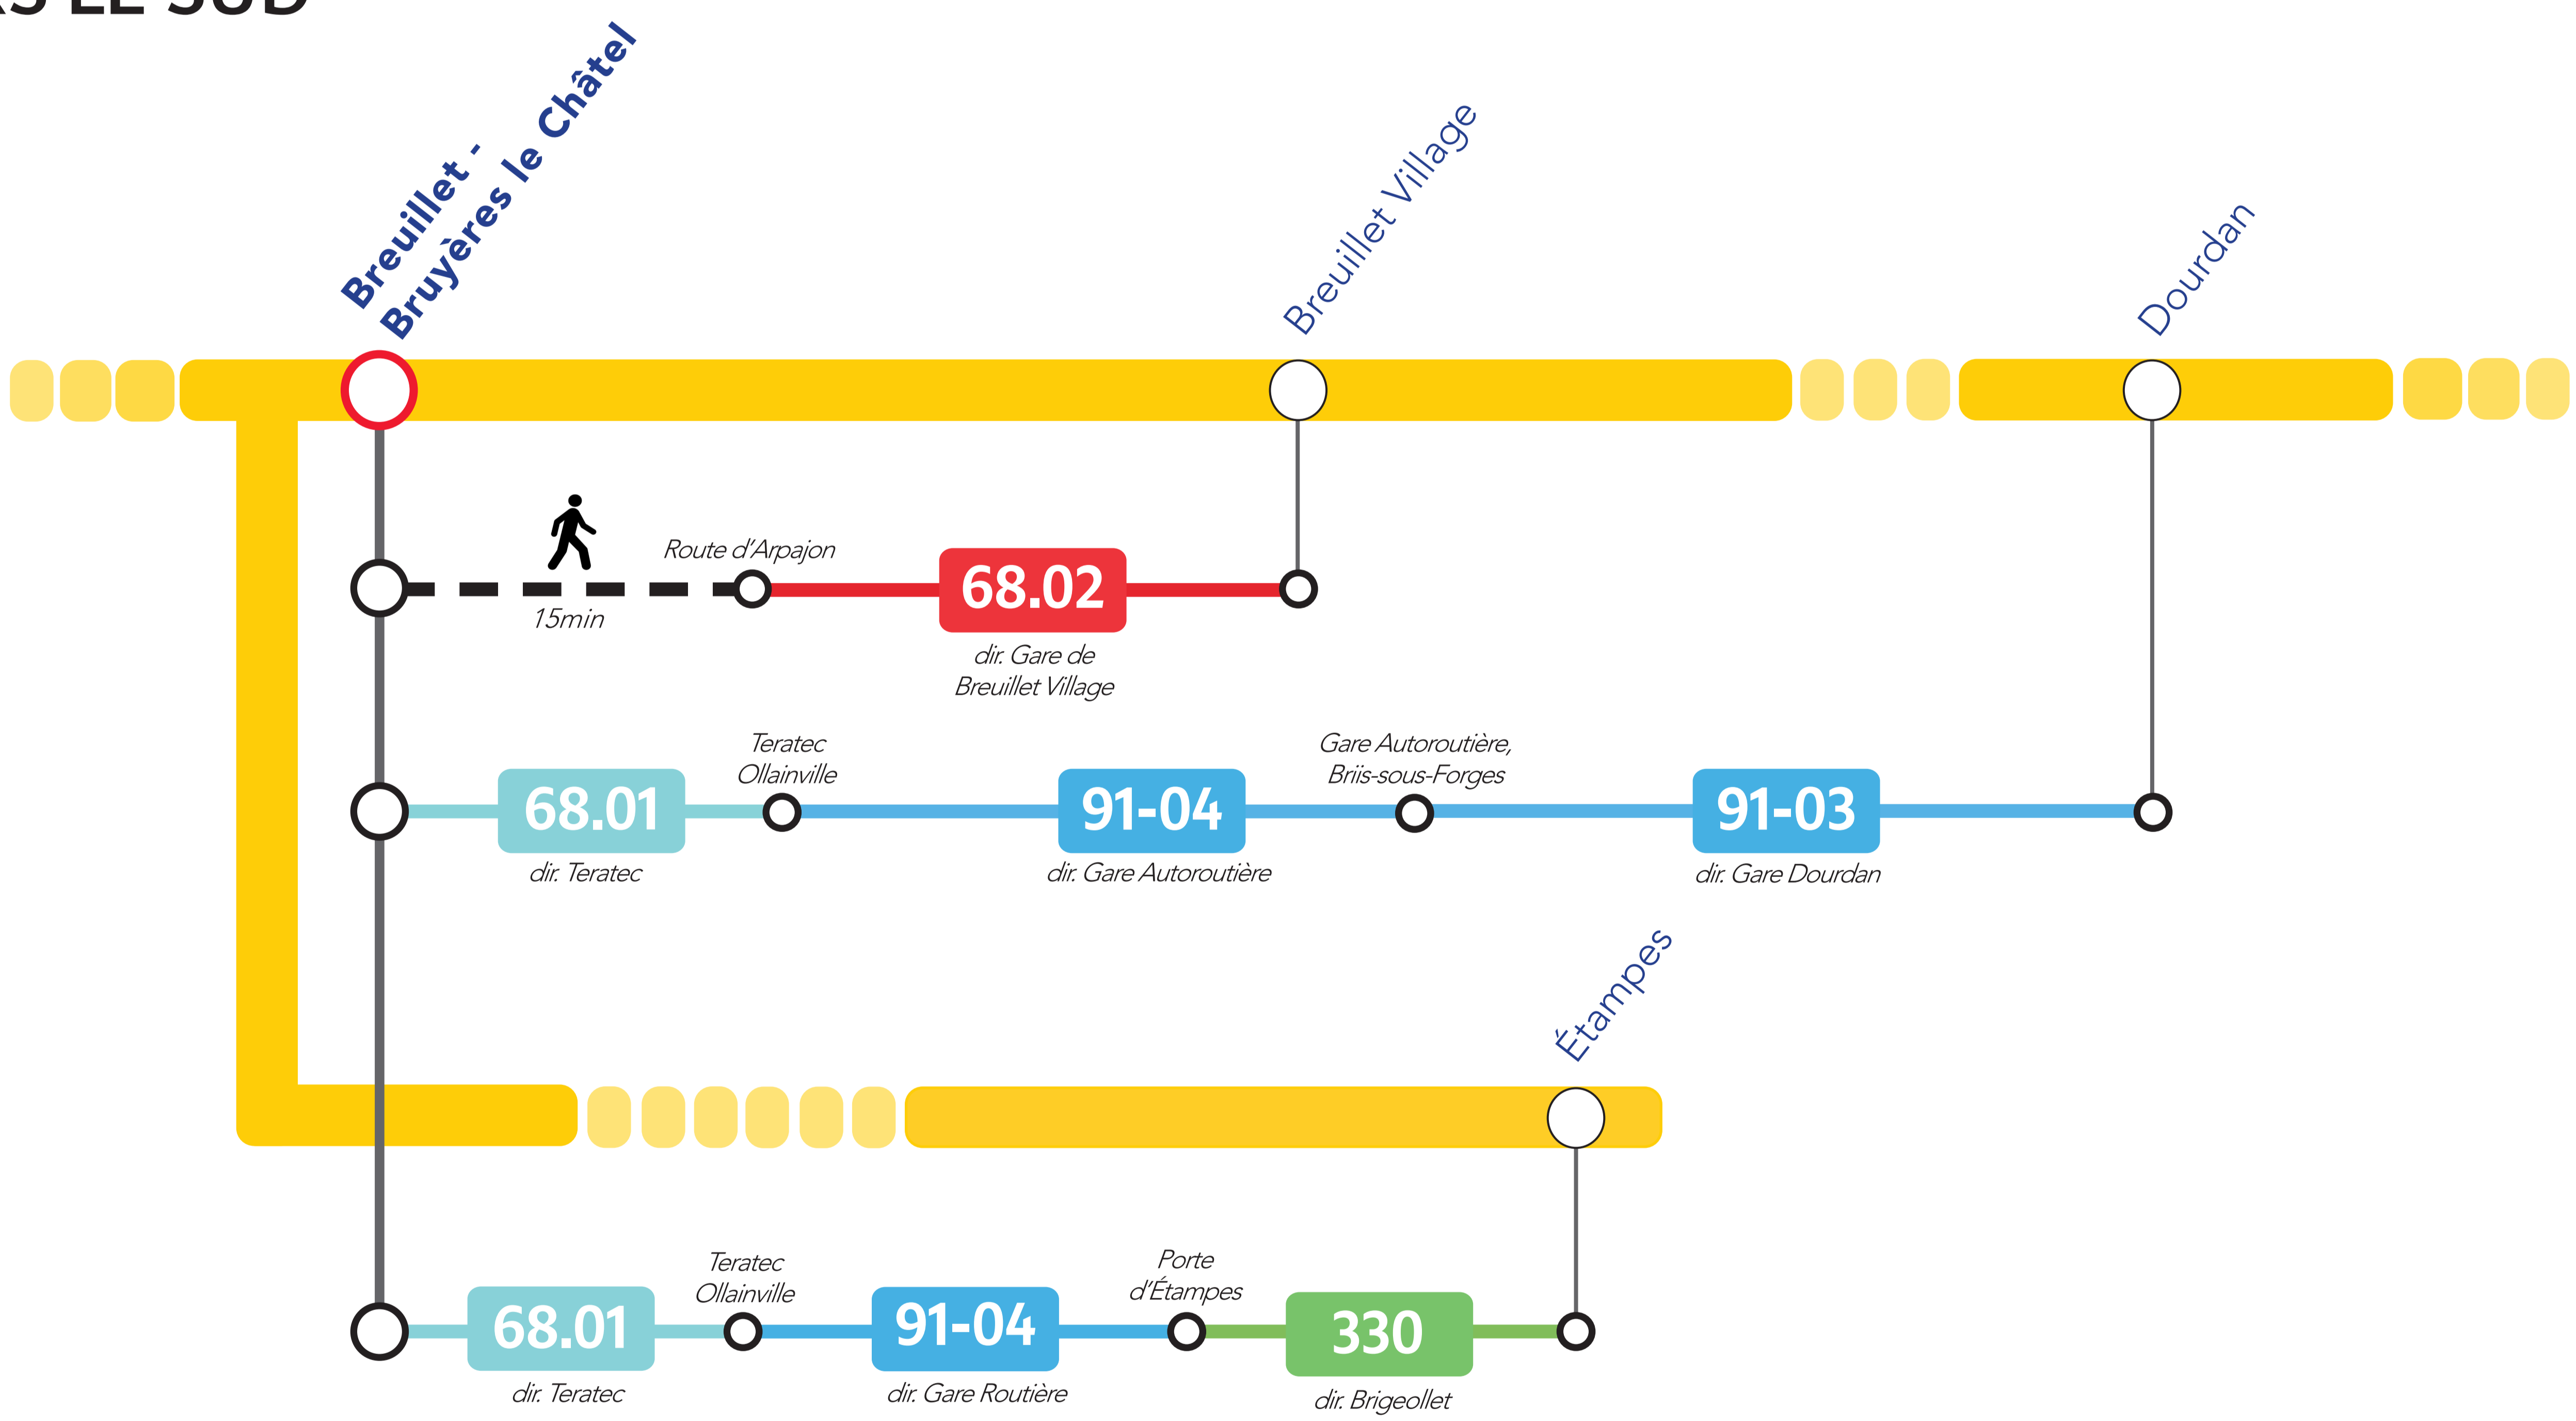 LE SUD
Breuillet -
Bruyères le Châtel
Breuillet Village
Dourdan
Route d'Arpajon
15min
68.02
dir. Gare de
Breuillet Village
Teratec
Ollainville
Gare Autoroutière,
Briis-sous-Forges
68.01
91-04
91-03
dir. Teratec
dir. Gare Autoroutière
dir. Gare Dourdan
Étampes
Teratec
Ollainville
Porte
d'Étampes
68.01
91-04
330
dir. Teratec
dir. Gare Routière
dir. Brigeollet